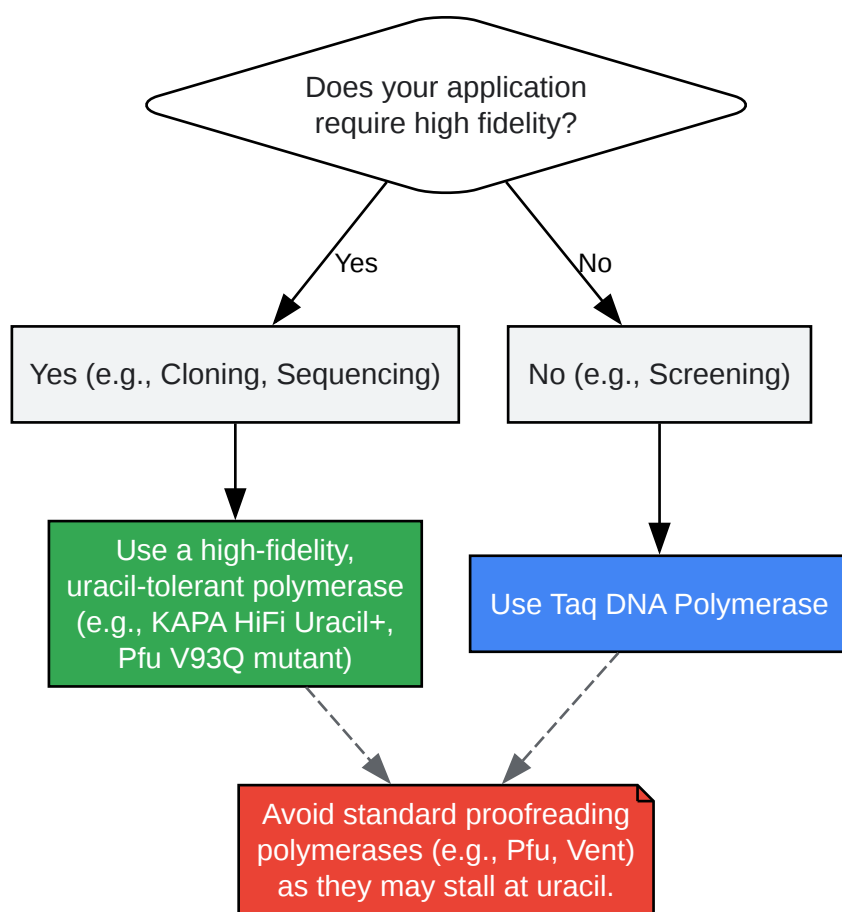 Does your application
require high fidelity?
Yes
No
Yes (e.g., Cloning, Sequencing)
No (e.g., Screening)
Use a high-fidelity,
uracil-tolerant polymerase
(e.g., KAPA HiFi Uracil+,
Pfu V93Q mutant)
Use Taq DNA Polymerase
Avoid standard proofreading
polymerases (e.g., Pfu, Vent)
as they may stall at uracil.